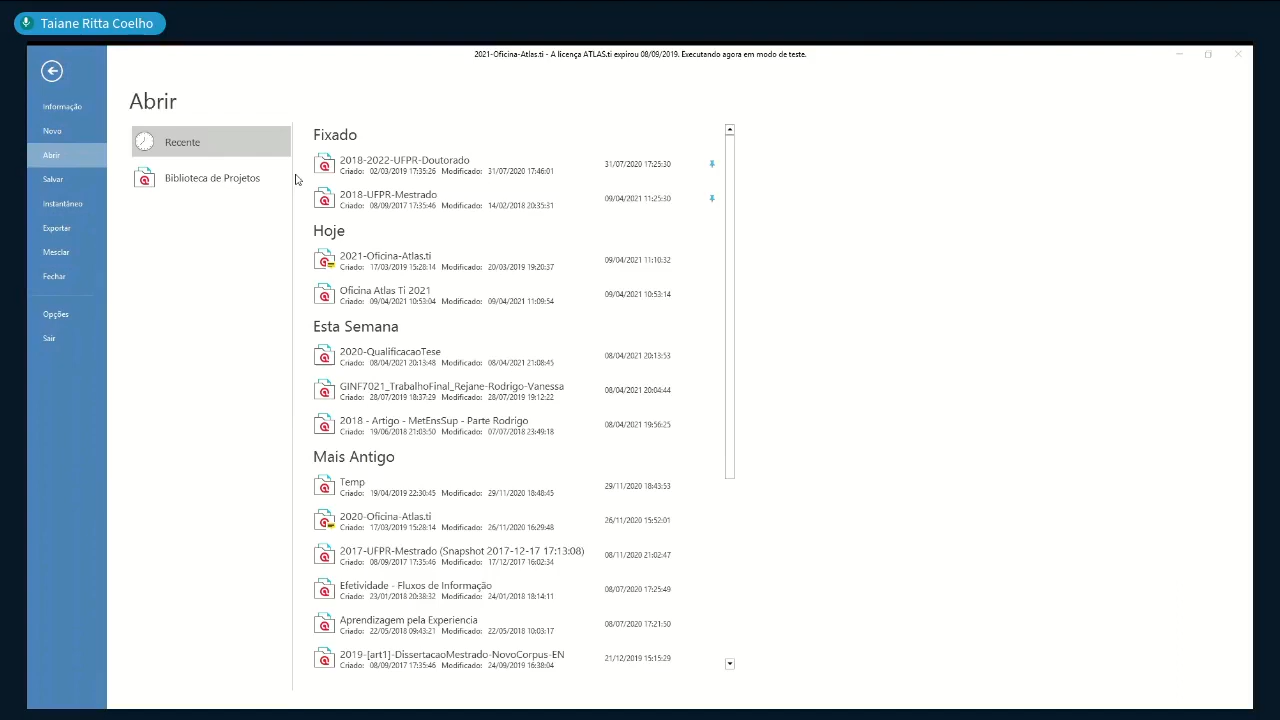 Taiane Ritta Coelho
2021-Oficina-Atlas.ti - A licença ATLAS.ti expirou 08/09/2019. Executando agora em modo de teste.
Informação
Novo
Abrir
Salvar
Instantâneo
Exportar
Mesclar
Fechar
Opções
Sair
Abrir
Recente
Biblioteca de Projetos
Fixado
2018-2022-UFPR-Doutorado 31/07/2020 17:25:30
Criado: 02/03/2019 17:35:26 Modificado: 31/07/2020 17:46:01
2018-UFPR-Mestrado 09/04/2021 11:25:30
Criado: 08/09/2017 17:35:46 Modificado: 14/02/2018 20:35:31
Hoje
2021-Oficina-Atlas.ti 09/04/2021 11:10:32
Criado: 17/03/2019 15:28:14 Modificado: 20/03/2019 19:20:37
Oficina Atlas Ti 2021 09/04/2021 10:53:14
Criado: 09/04/2021 10:53:04 Modificado: 09/04/2021 11:09:54
Esta Semana
2020-QualificacaoTese 08/04/2021 20:13:53
Criado: 08/04/2021 20:13:48 Modificado: 08/04/2021 21:08:45
GINF7021_TrabalhoFinal_Rejane-Rodrigo-Vanessa 08/04/2021 20:04:44
Criado: 28/07/2019 18:37:29 Modificado: 28/07/2019 19:12:22
2018 - Artigo - MetEnsSup - Parte Rodrigo 08/04/2021 19:56:25
Criado: 19/06/2018 21:03:50 Modificado: 07/07/2018 23:49:18
Mais Antigo
Temp 29/11/2020 18:43:53
Criado: 19/04/2019 22:30:45 Modificado: 29/11/2020 18:48:45
2020-Oficina-Atlas.ti 26/11/2020 15:52:01
Criado: 17/03/2019 15:28:14 Modificado: 26/11/2020 16:29:48
2017-UFPR-Mestrado (Snapshot 2017-12-17 17:13:08) 08/11/2020 21:02:47
Criado: 08/09/2017 17:35:46 Modificado: 17/12/2017 16:02:34
Efetividade - Fluxos de Informação 08/07/2020 17:25:49
Criado: 23/01/2018 20:38:32 Modificado: 24/01/2018 18:14:11
Aprendizagem pela Experiencia 08/07/2020 17:21:50
Criado: 22/05/2018 09:43:21 Modificado: 22/05/2018 10:03:17
2019-[art1]-DissertacaoMestrado-NovoCorpus-EN 21/12/2019 15:15:29
Criado: 08/09/2017 17:35:46 Modificado: 24/09/2019 16:38:04